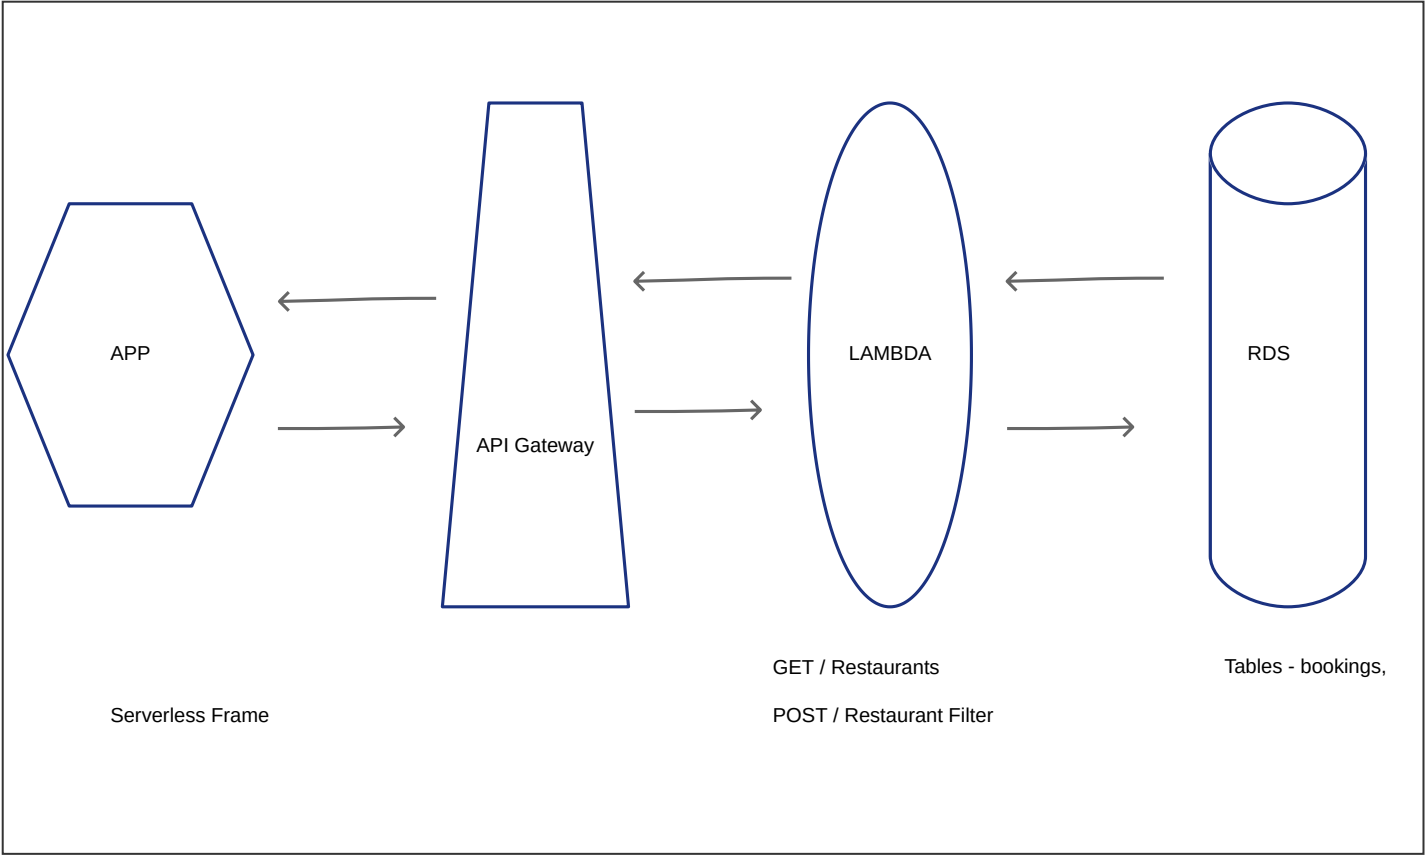 APP
API Gateway
LAMBDA
RDS
GET / Restaurants
POST / Restaurant Filter
Tables - bookings,
Serverless Frame